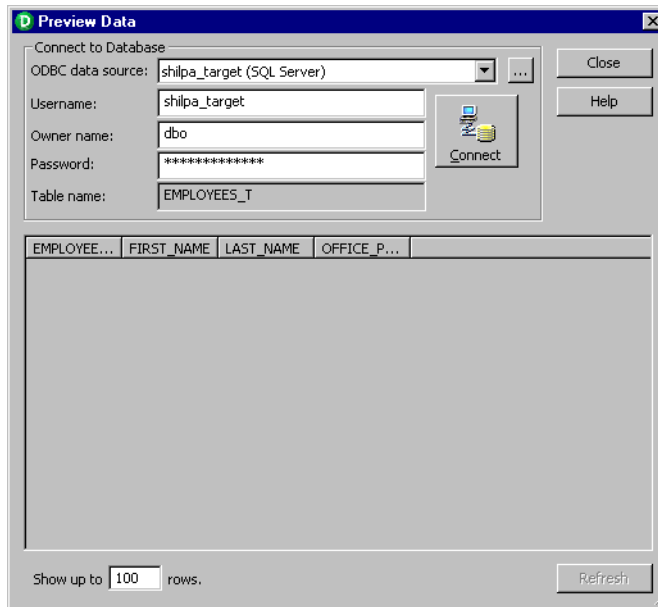 Preview Data
Connect to Database
ODBC data source: shilpa_target (SQL Server) ... Close
Username: shilpa_target Help
Owner name: dbo
Password: ************* Connect
Table name: EMPLOYEES_T
EMPLOYEE... FIRST_NAME LAST_NAME OFFICE_P...
Show up to 100 rows. Refresh